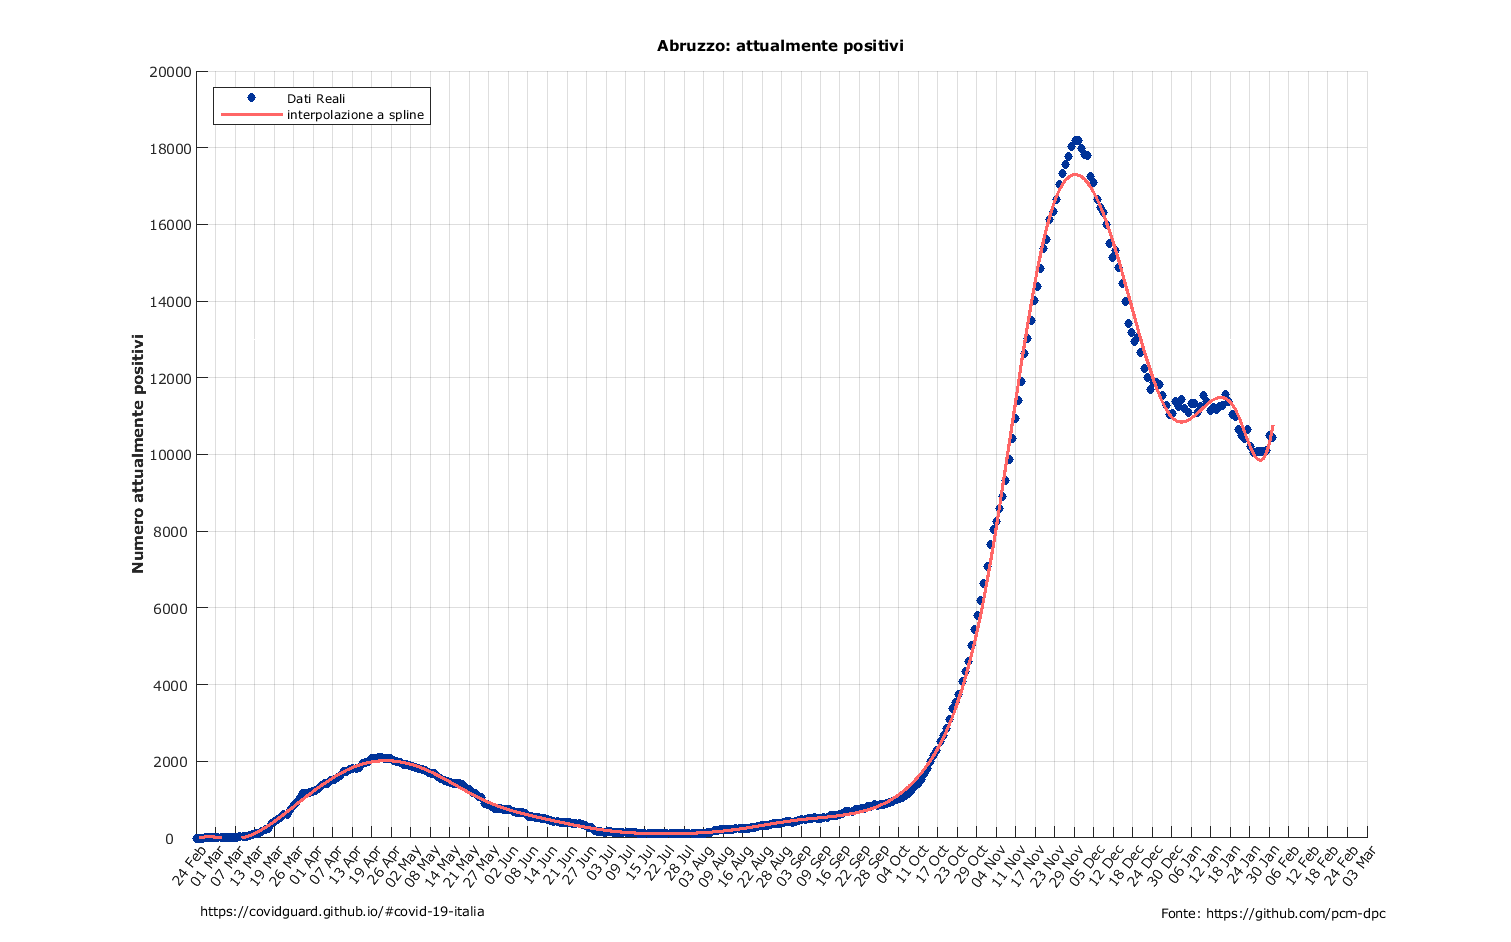 Abruzzo: attualmente positivi
Dati Reali
interpolazione a spline
Numero attualmente positivi
20000
18000
16000
14000
12000
10000
8000
6000
4000
2000
0
24 Feb
01 Mar
07 Mar
13 Mar
19 Mar
26 Mar
01 Apr
07 Apr
13 Apr
19 Apr
26 Apr
02 May
08 May
14 May
21 May
27 May
02 Jun
08 Jun
14 Jun
21 Jun
27 Jun
03 Jul
09 Jul
15 Jul
22 Jul
28 Jul
03 Aug
09 Aug
16 Aug
22 Aug
28 Aug
03 Sep
09 Sep
16 Sep
22 Sep
28 Sep
04 Oct
11 Oct
17 Oct
23 Oct
29 Oct
04 Nov
11 Nov
17 Nov
23 Nov
29 Dec
05 Dec
12 Dec
18 Dec
24 Dec
30 Dec
06 Jan
12 Jan
18 Jan
24 Jan
30 Jan
06 Feb
12 Feb
18 Feb
24 Feb
03 Mar
https://covidguard.github.io/#covid-19-italia
Fonte: https://github.com/pcm-dpc